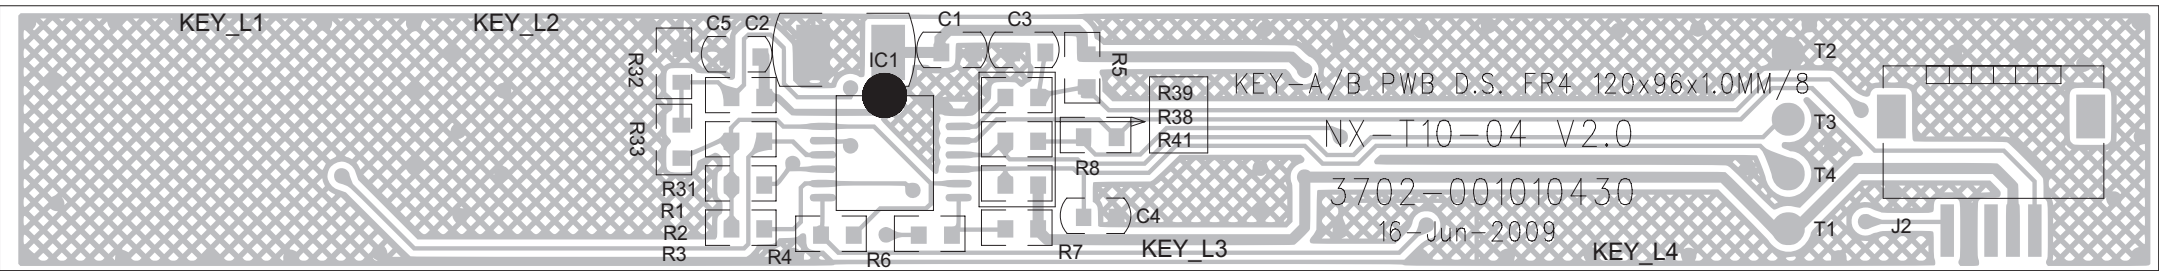 KEY_L1
KEY_L2
C5
C2
C1
C3
IC1
R32
R33
R5
R39
R38
R41
R8
R31
R1
R2
R3
R4
R6
R7
C4
KEY-A/B PWB D.S. FR4 120x96x1.0MM/8
NX-T10-04 V2.0
3702-001010430
16-Jun-2009
KEY_L3
KEY_L4
T2
T3
T4
T1
J2